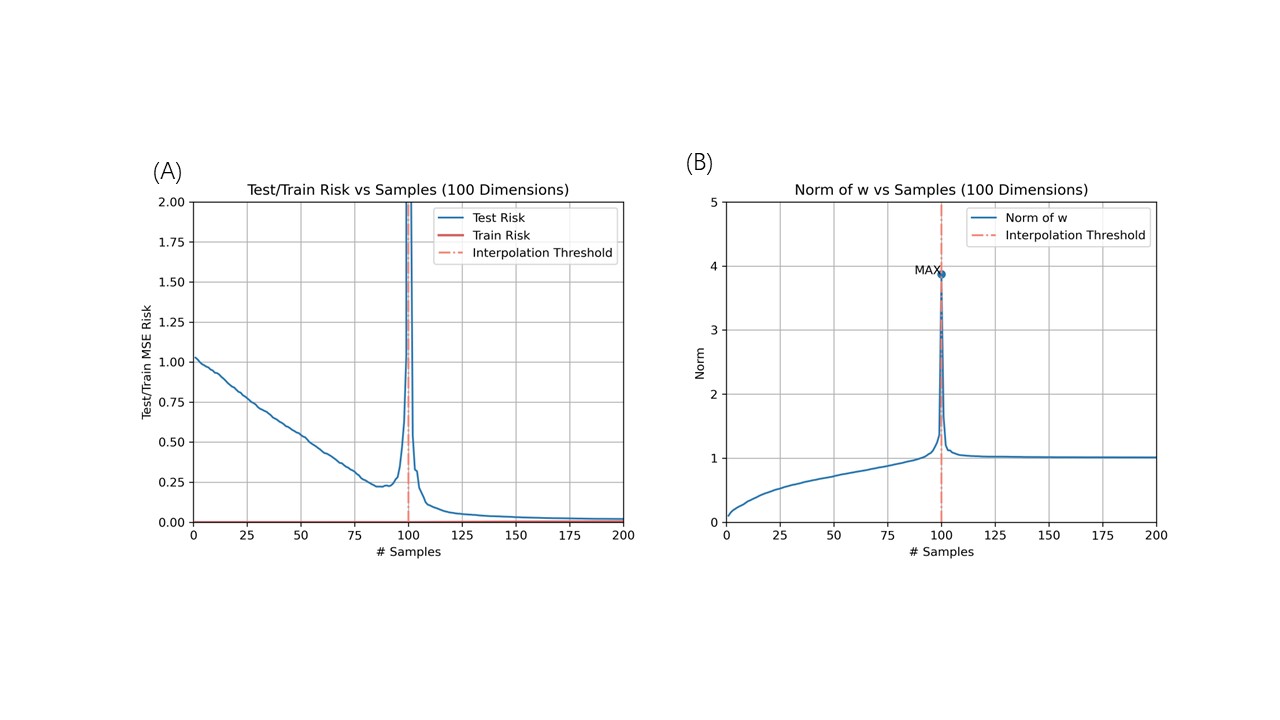 (A)
Test/Train Risk vs Samples (100 Dimensions)
Test/Train MSE Risk
2.00
1.75
1.50
1.25
1.00
0.75
0.50
0.25
0.00
Test Risk
Train Risk
Interpolation Threshold
0 25 50 75 100 125 150 175 200
# Samples
(B)
Norm of w vs Samples (100 Dimensions)
Norm
5
4
3
2
1
0
Norm of w
Interpolation Threshold
MAX
0 25 50 75 100 125 150 175 200
# Samples